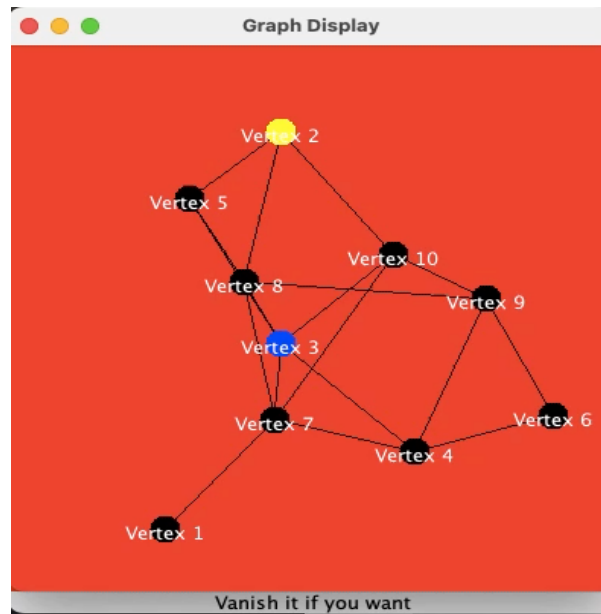 Graph Display
Vertex 2
Vertex 5
Vertex 10
Vertex 8
Vertex 9
Vertex 3
Vertex 6
Vertex 7
Vertex 4
Vertex 1
Vanish it if you want